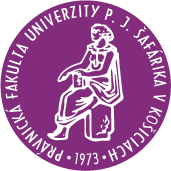 PRÁVNICKÁ FAKULTA UNIVERZITY P. J. ŠAFÁRIKA V KOŠICIACH
· 1973 ·